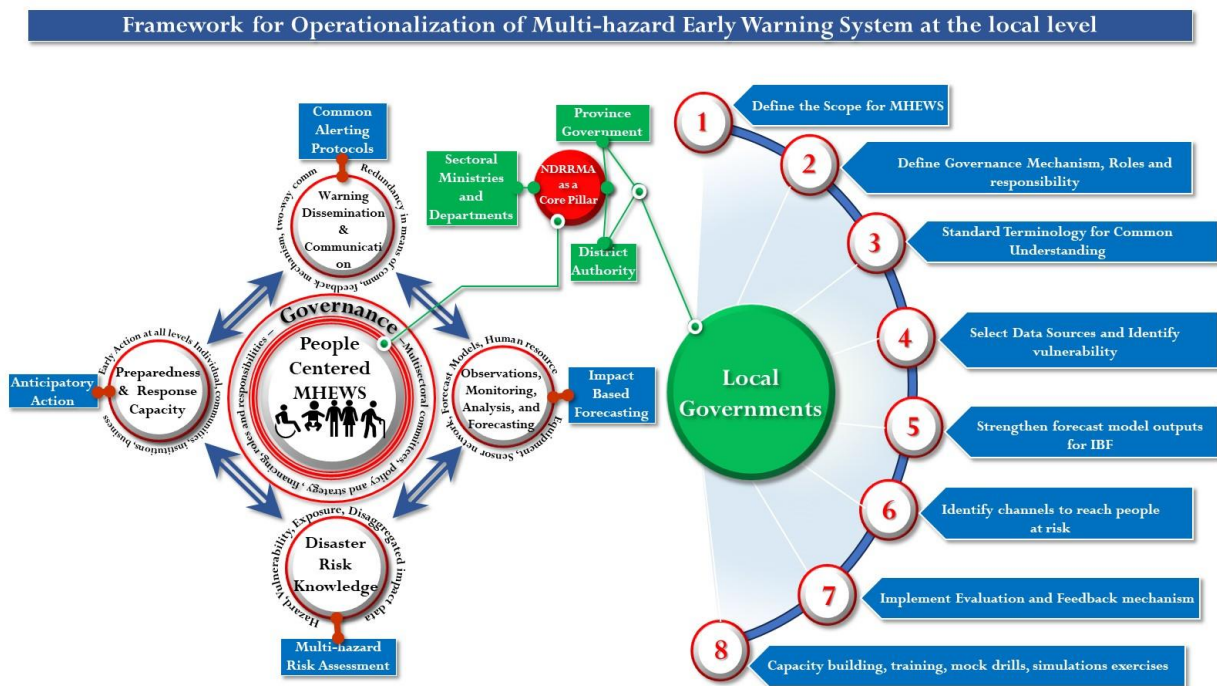 Framework for Operationalization of Multi-hazard Early Warning System at the local level
Common
Alerting
Protocols
Redundancy in means of comm, feedback mechanism, two-way comm
Warning
Dissemination
&
Communicati
on
Anticipatory
Action
Early Action at all levels Individual, communities, institutions, business
Preparedness
& Response
Capacity
Governance
–Multisectoral committees, policy and strategy, financing, roles and responsibilities –
People
Centered
MHEWS
Forecast Models, Human resource
Equipment, Sensor network,
Observations,
Monitoring,
Analysis, and
Forecasting
Impact
Based
Forecasting
Hazard, Vulnerability, Exposure, Disaggregated impact data
Disaster
Risk
Knowledge
Multi-hazard
Risk Assessment
Province
Government
Sectoral
Ministries
and
Departments
NDRRMA
as a
Core Pillar
District
Authority
Local
Governments
1
Define the Scope for MHEWS
2
Define Governance Mechanism, Roles and
responsibility
3
Standard Terminology for Common
Understanding
4
Select Data Sources and Identify
vulnerability
5
Strengthen forecast model outputs
for IBF
6
Identify channels to reach people
at risk
7
Implement Evaluation and Feedback mechanism
8
Capacity building, training, mock drills, simulations exercises